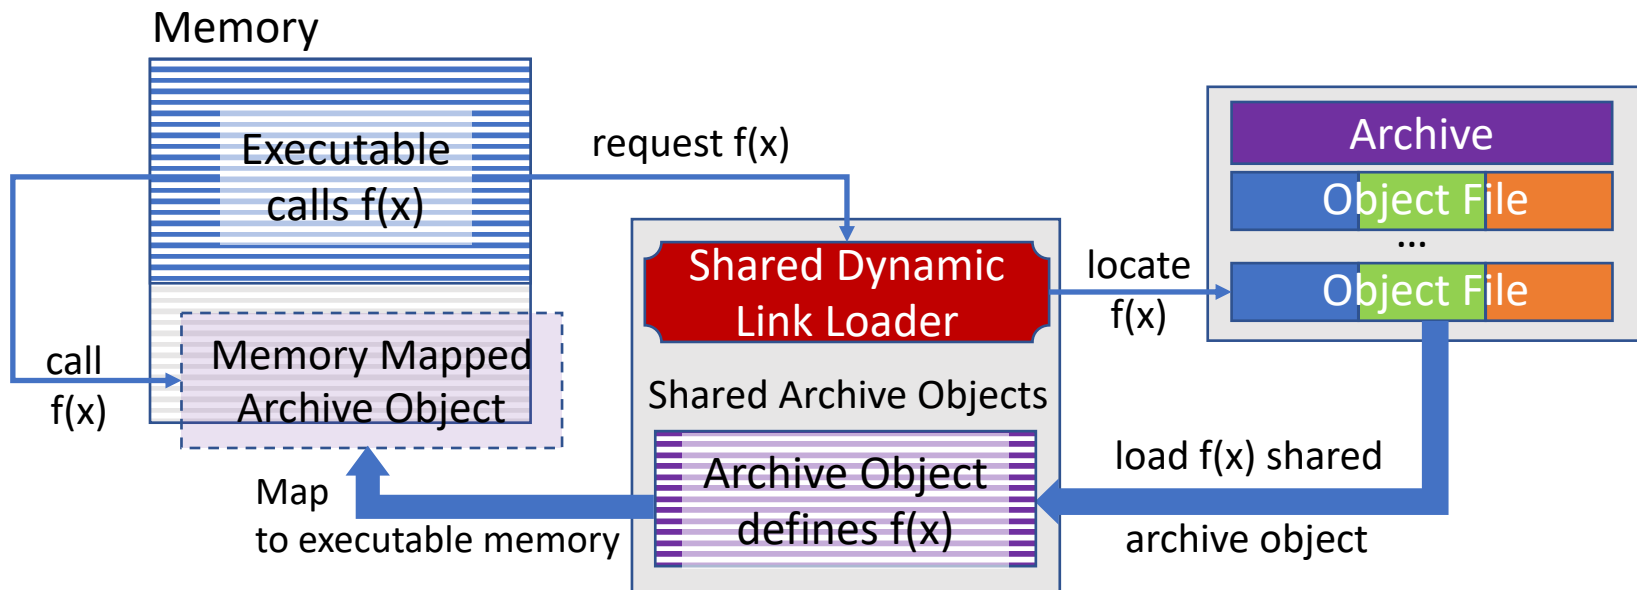 Memory
Executable
calls f(x)
request f(x)
Archive
Object File
...
Object File
Shared Dynamic
Link Loader
locate
f(x)
call
f(x)
Memory Mapped
Archive Object
Shared Archive Objects
Archive Object
defines f(x)
load f(x) shared
archive object
Map
to executable memory